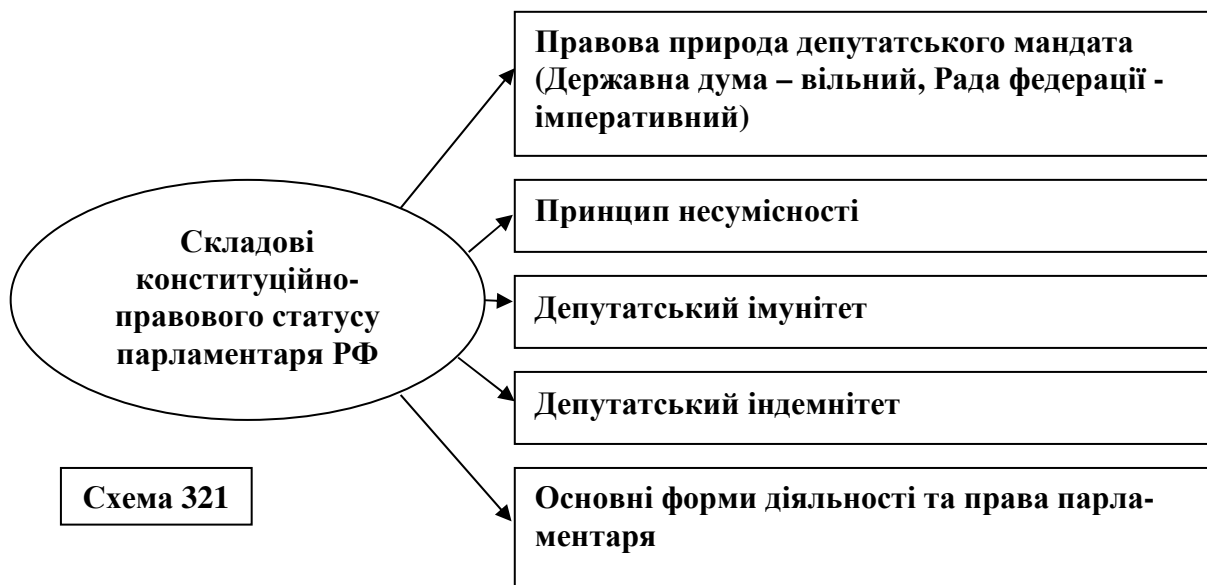 Правова природа депутатського мандата
(Державна дума – вільний, Рада федерації -
імперативний)
Принцип несумісності
Складові
конституційно-
правового статусу
парламентаря РФ
Депутатський імунітет
Депутатський індемнітет
Схема 321
Основні форми діяльності та права парла-
ментаря